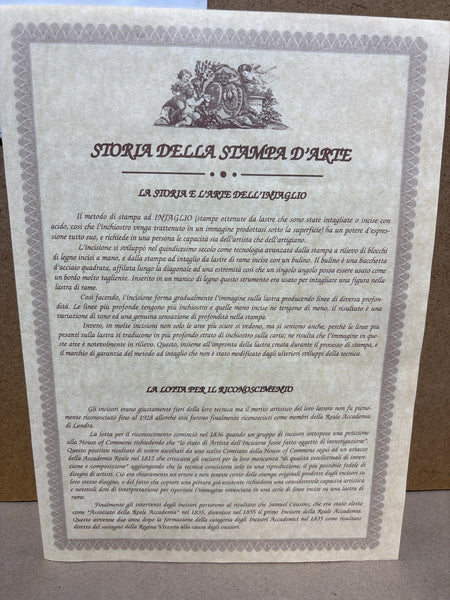 STORIA DELLA STAMPA D'ARTE
LA STORIA E L'ARTE DELL'INTAGLIO
Il metodo di stampa ad INTAGLIO (stampe ottenute da lastre che sono state intagliate o incise con
acido, così che l'inchiostro venga trattenuto in un immagine prodottasi sotto la superficie) ha un potere d'espres-
sione tutto suo, e richiede in una persona le capacità sia dell'artista che dell'artigiano.
L'incisione si sviluppò nel quindicesimo secolo come tecnologia avanzata dalla stampa a rilievo di blocchi
di legno incisi a mano, e dalla stampa ad intaglio da lastre di rame incise con un bulino. Il bulino è una bacchetta
d'acciaio quadrata, affilata lungo la diagonale ad una estremità così che un singolo angolo possa essere usato come
un bordo molto tagliente. Inserito in un manico di legno questo strumento era usato per intagliare una figura nella
lastra di rame.
Così facendo, l'incisione forma gradualmente l'immagine sulla lastra producendo linee di diversa profon-
dità. Le linee più profonde tengono più inchiostro e quelle meno incise ne tengono di meno, il risultato è una
variazione di tono ed una genuina sensazione di profondità nella stampa.
Invero, in molte incisioni non solo le aree più scure si vedono, ma si sentono anche, perchè le linee più
pesanti sulla lastra si traducono in più profondo strato di inchiostro sulla carta; ne risulta che l'immagine in que-
ste aree è notevolmente in rilievo. Questo, insieme all'impronta della lastra creata durante il processo di stampa, è
il marchio di garanzia del metodo ad intaglio che non è stato modificato dagli ulteriori sviluppi della tecnica.
LA LOTTA PER IL RICONOSCIMENTO
Gli incisori erano giustamente fieri della loro tecnica ma il merito artistico del loro lavoro non fu piena-
mente riconosciuto fino al 1928 allorchè essi furono finalmente riconosciuti come membri della Reale Accademia
di Londra.
La lotta per il riconoscimento cominciò nel 1836 quando un gruppo di incisori sottopose una petizione
alla House of Commons richiedendo che "lo stato di Artista dell'Incisione fosse fatto oggetto di investigazione".
Questo positivo risultato di essere ascoltati da uno scelto Comitato della House of Commons seguì ad un attacco
della Accademia Reale nel 1812 che criticava gli incisori per la loro mancanza "di qualità intellettuali di inven-
zione e composizione" aggiungendo che la tecnica consistente solo in una riproduzione, il più possibile fedele di
disegni di artisti. Ciò era chiaramente un errore e non teneva conto delle stampe originali prodotte dagli incisori su
loro stesso disegno, o del fatto che copiare una pittura già esistente richiedeva una considerevole capacità artistica
e notevoli doti di interpretazione per riportare l'immagine rovesciata in una serie di linee incise su una lastra di
rame.
Finalmente gli interventi degli incisori portarono al risultato che Samuel Cousins, che era stato eletto
come "Associato della Reale Accademia" nel 1835, divenisse nel 1855 il primo Incisore della Reale Accademia.
Questo avvenne due anni dopo la formazione della categoria degli Incisori Accademici nel 1853 come risultato
diretto del sostegno della Regina Vittoria alla causa degli incisori.